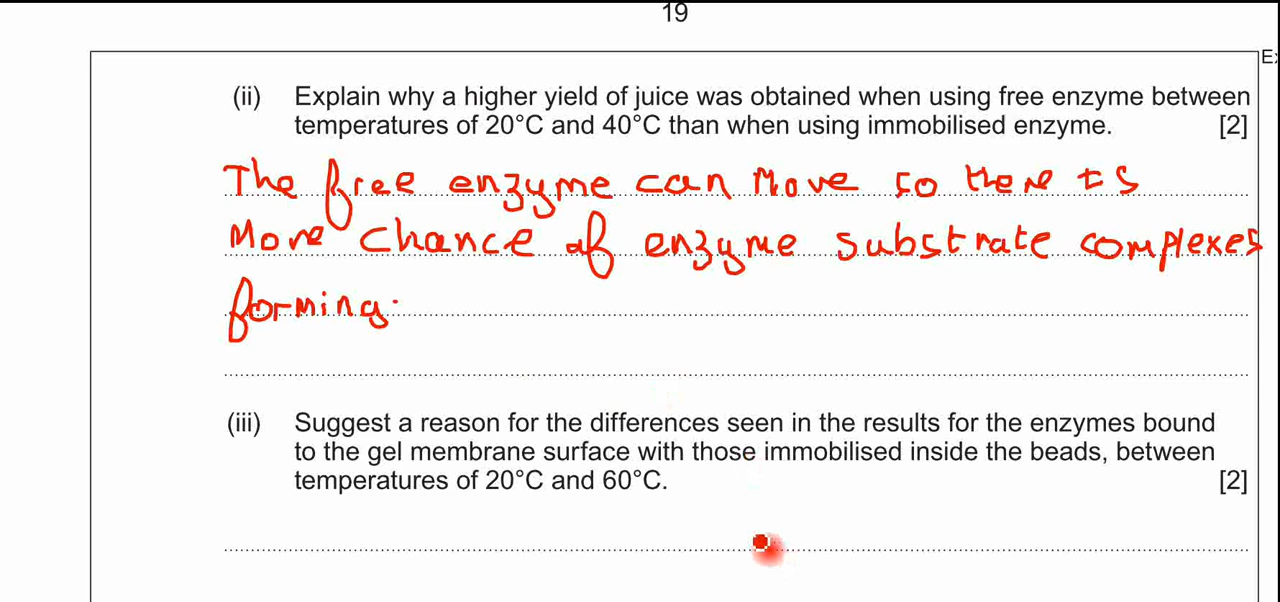 19
E
(ii) Explain why a higher yield of juice was obtained when using free enzyme between
temperatures of 20°C and 40°C than when using immobilised enzyme. [2]
The free enzyme can move so there is
More chance of enzyme substrate complexes
forming.
(iii) Suggest a reason for the differences seen in the results for the enzymes bound
to the gel membrane surface with those immobilised inside the beads, between
temperatures of 20°C and 60°C. [2]